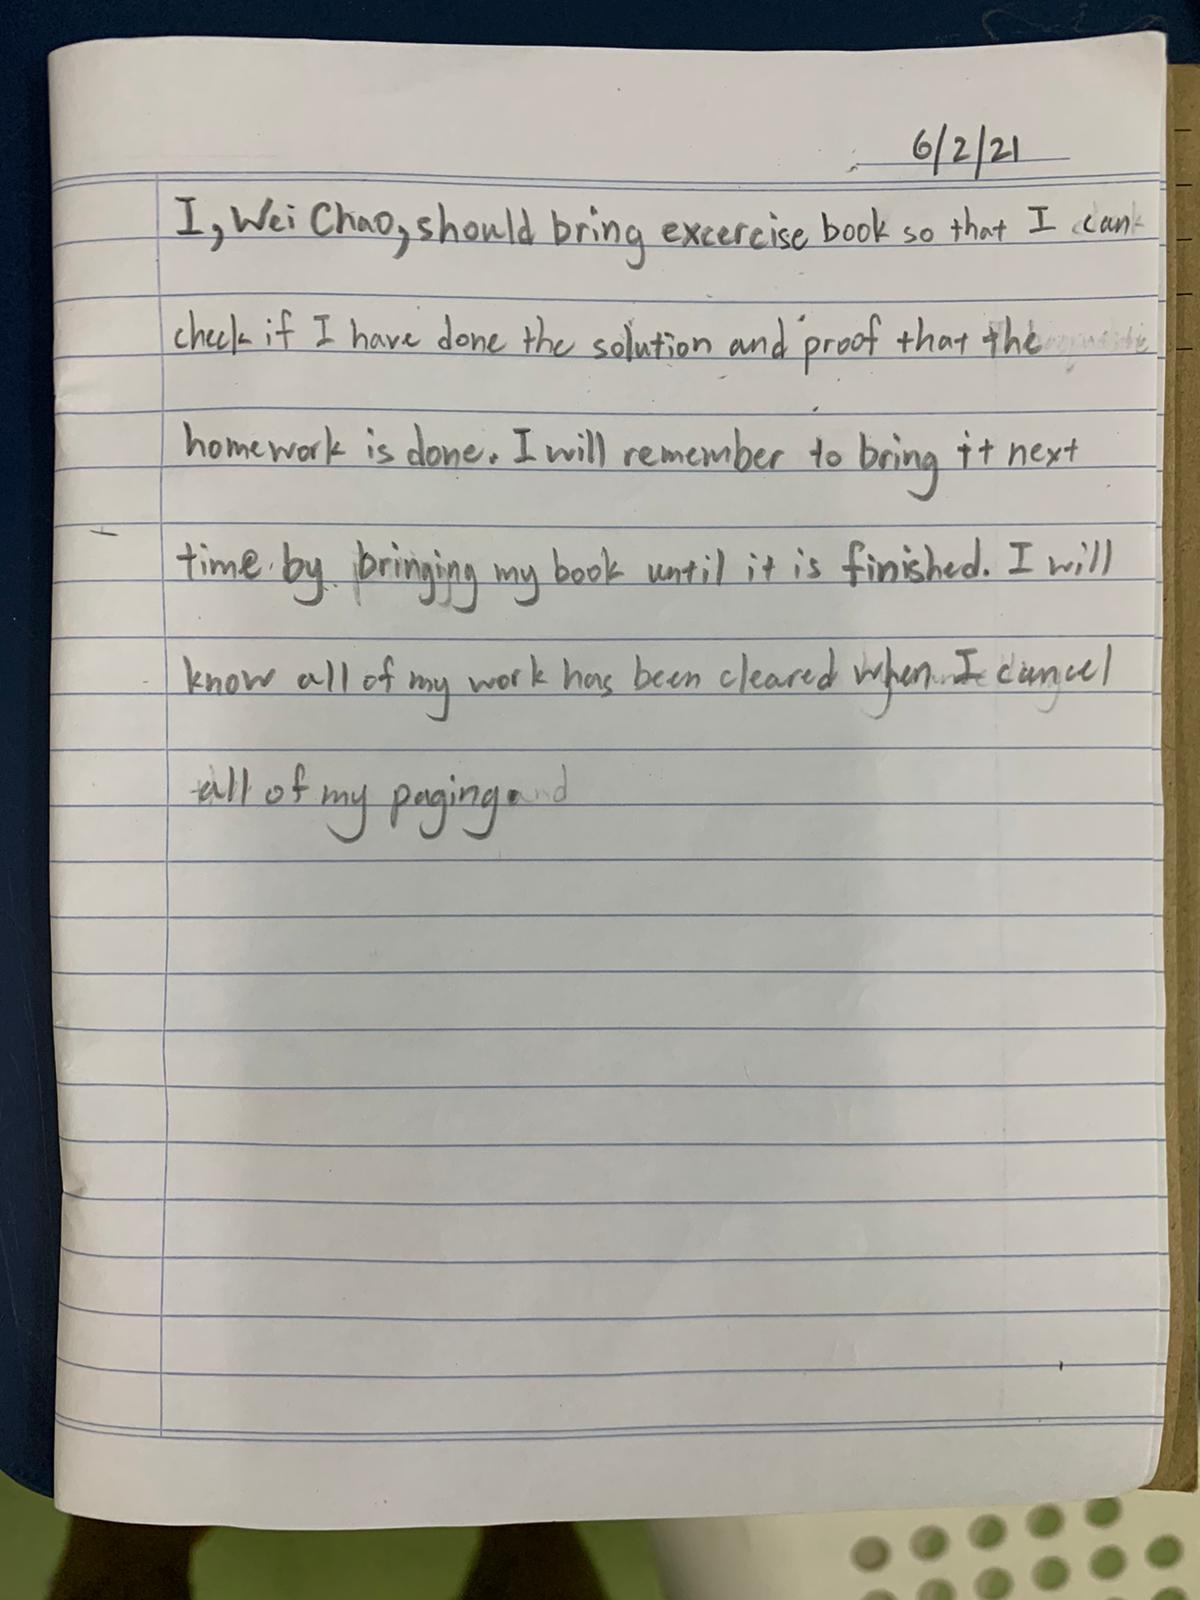 6/2/21
I, Wei Chao, should bring excercise book so that I can
check if I have done the solution and proof that the
homework is done. I will remember to bring it next
time by bringing my book until it is finished. I will
know all of my work has been cleared when I cancel
all of my paging.